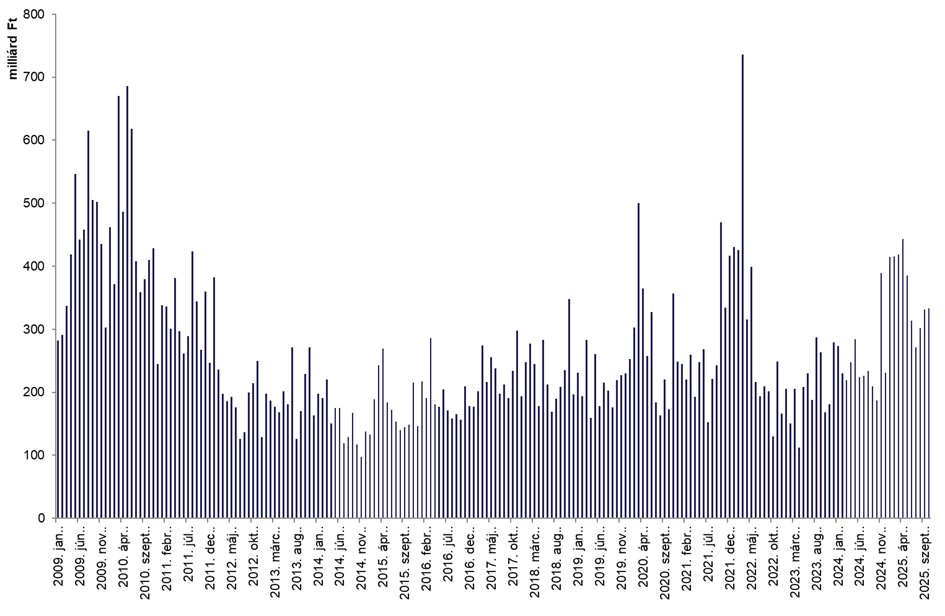 milliárd Ft
800
700
600
500
400
300
200
100
0
2009. jan..
2009. jún..
2009. nov..
2010. ápr..
2010. szept..
2011. febr..
2011. júl..
2011. dec..
2012. máj..
2012. okt..
2013. márc..
2013. aug..
2014. jan..
2014. jún..
2014. nov..
2015. ápr..
2015. szept..
2016. febr..
2016. júl..
2016. dec..
2017. máj..
2017. okt..
2018. márc..
2018. aug..
2019. jan..
2019. jún..
2019. nov..
2020. ápr..
2020. szept..
2021. febr..
2021. júl..
2021. dec..
2022. máj..
2022. okt..
2023. márc..
2023. aug..
2024. jan..
2024. jún..
2024. nov..
2025. ápr..
2025. szept..